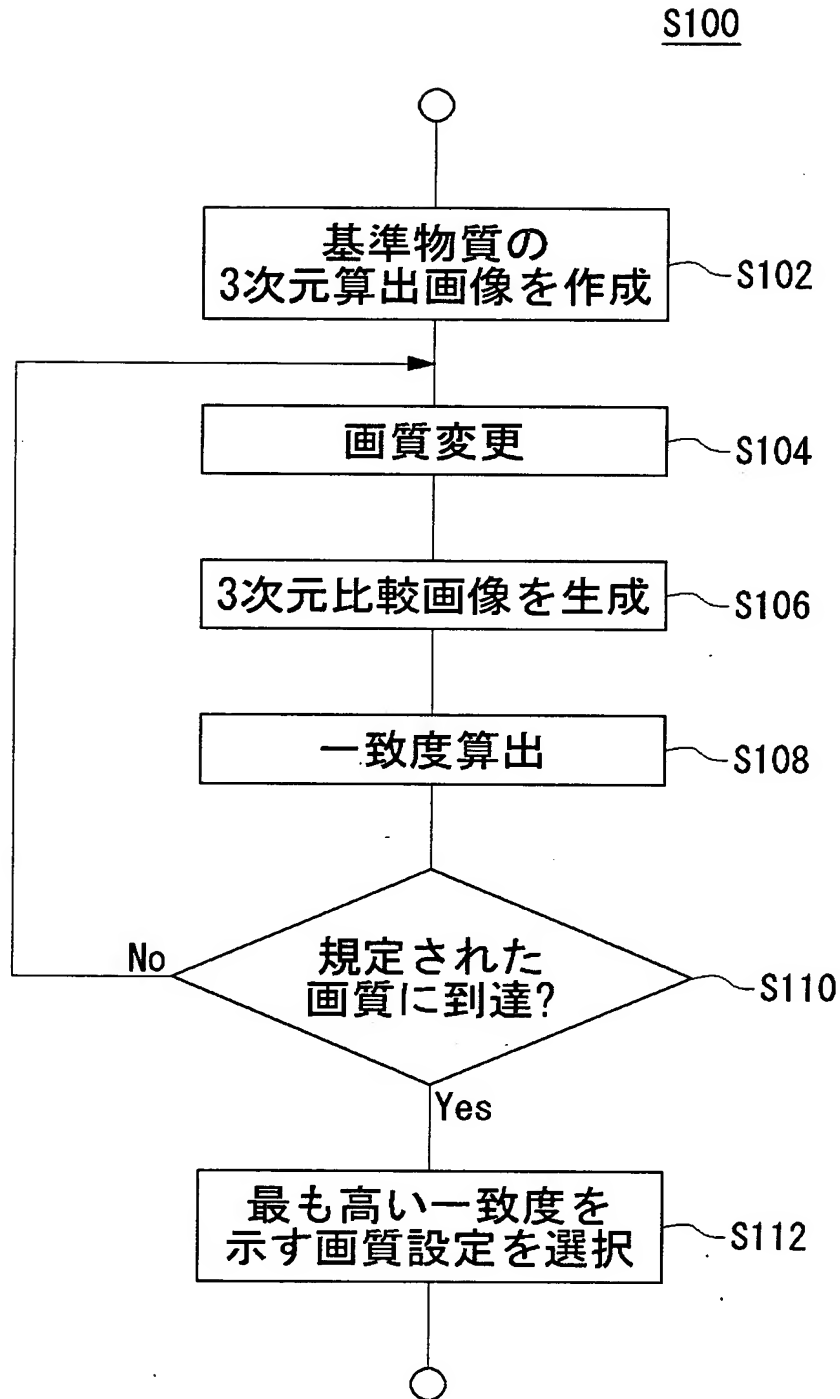 S100
基準物質の
3次元算出画像を作成
S102
画質変更
S104
3次元比較画像を生成
S106
一致度算出
S108
No
規定された
画質に到達?
S110
Yes
最も高い一致度を
示す画質設定を選択
S112